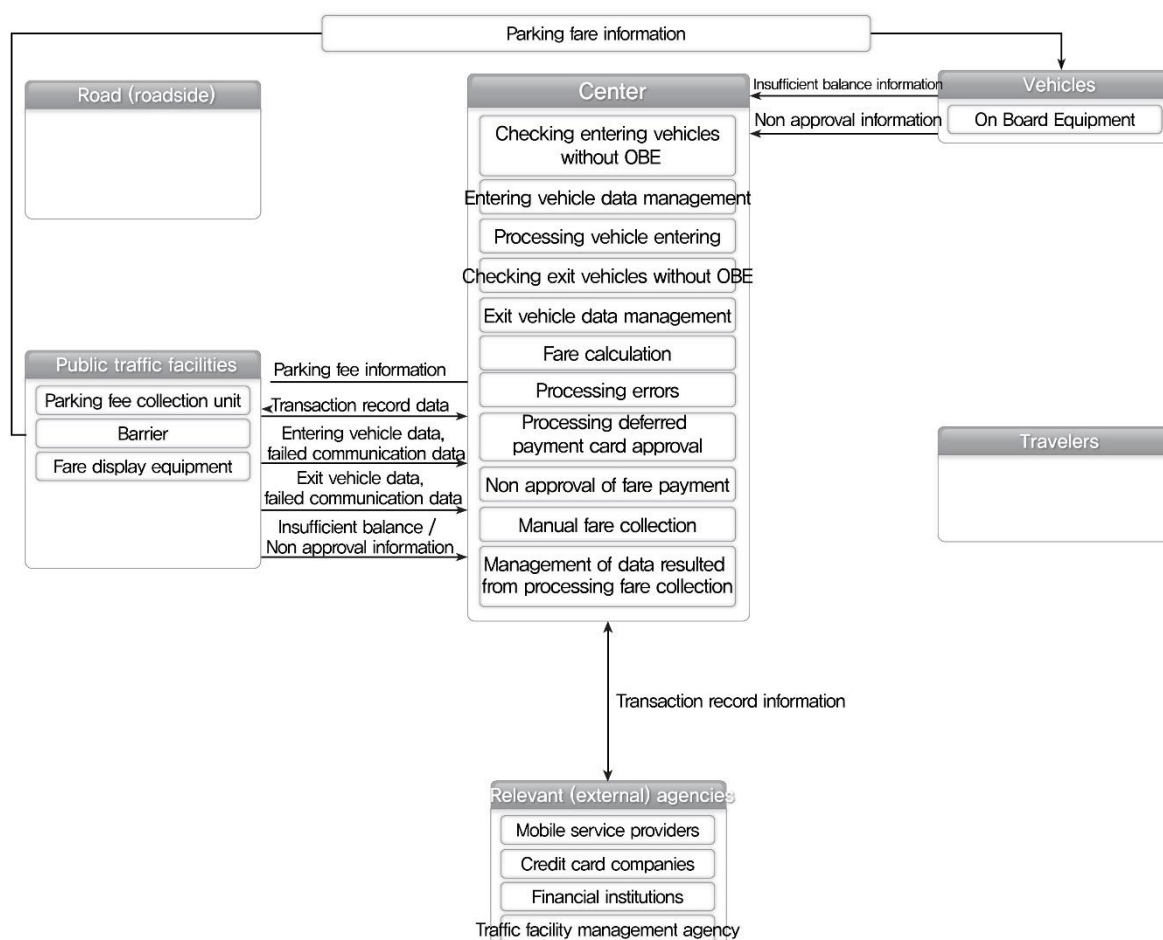 Parking fare information
Road (roadside)
Center
Insufficient balance information
Vehicles
On Board Equipment
Non approval information
Checking entering vehicles
without OBE
Entering vehicle data management
Processing vehicle entering
Checking exit vehicles without OBE
Exit vehicle data management
Fare calculation
Processing errors
Processing deferred
payment card approval
Non approval of fare payment
Manual fare collection
Management of data resulted
from processing fare collection
Public traffic facilities
Parking fee collection unit
Barrier
Fare display equipment
Parking fee information
Transaction record data
Entering vehicle data,
failed communication data
Exit vehicle data,
failed communication data
Insufficient balance /
Non approval information
Travelers
Transaction record information
Relevant (external) agencies
Mobile service providers
Credit card companies
Financial institutions
Traffic facility management agency